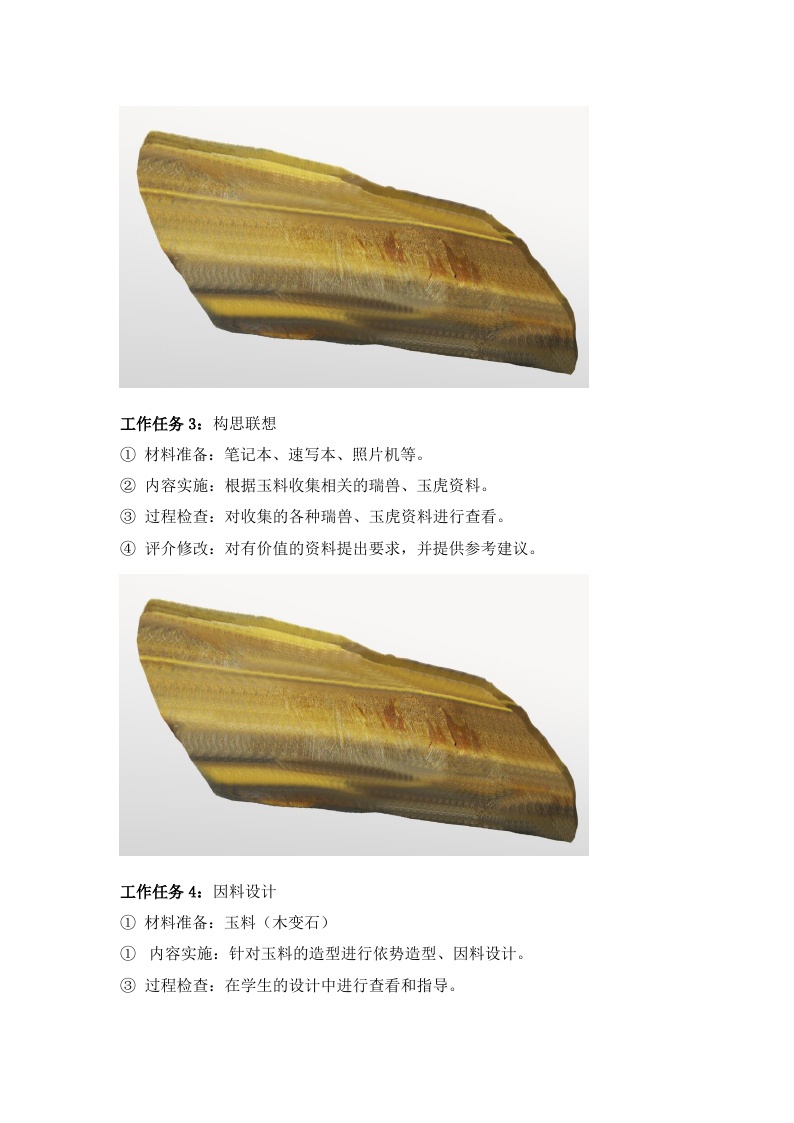 工作任务 3：构思联想
① 材料准备：笔记本、速写本、照片机等。
② 内容实施：根据玉料收集相关的瑞兽、玉虎资料。
③ 过程检查：对收集的各种瑞兽、玉虎资料进行查看。
④ 评介修改：对有价值的资料提出要求，并提供参考建议。
工作任务 4：因料设计
① 材料准备：玉料（木变石）
① 内容实施：针对玉料的造型进行依势造型、因料设计。
③ 过程检查：在学生的设计中进行查看和指导。